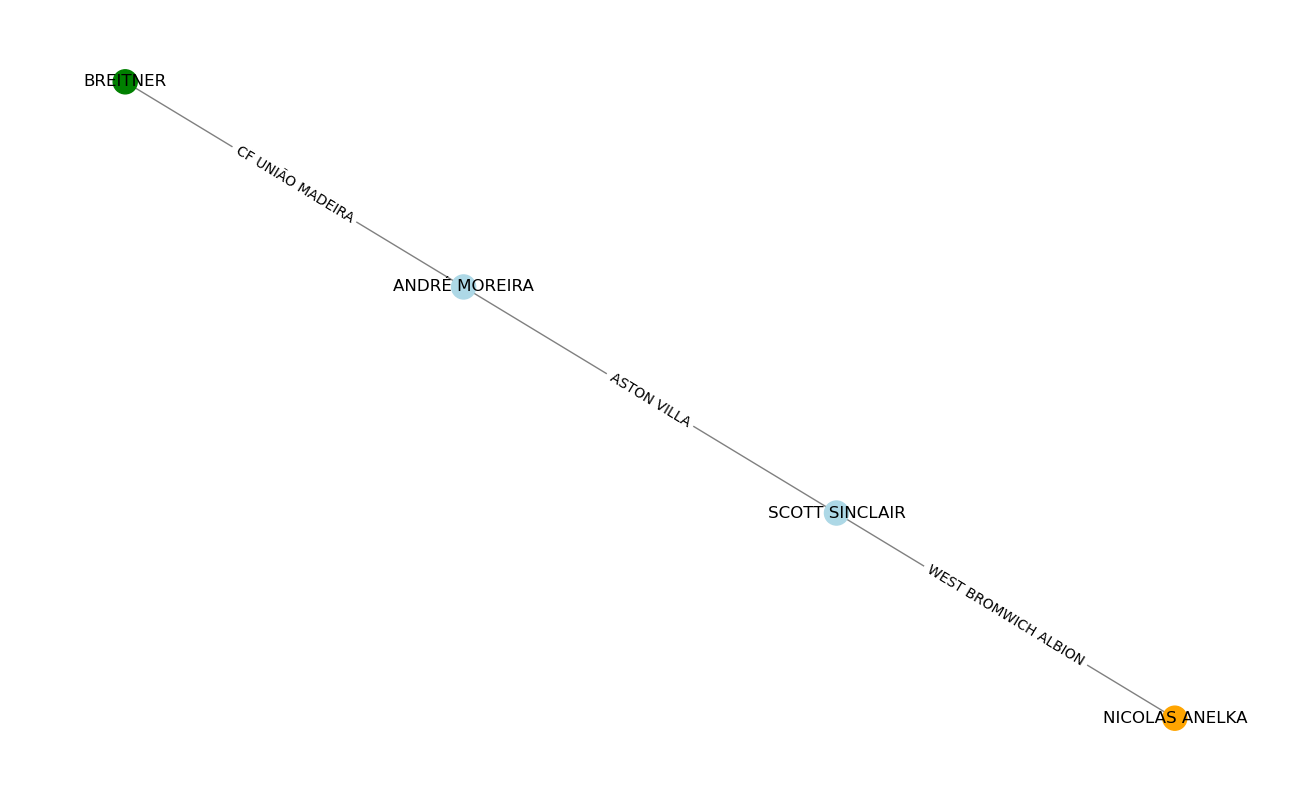 BREITNER
CF UNIÃO MADEIRA
ANDRÉ MOREIRA
ASTON VILLA
SCOTT SINCLAIR
WEST BROMWICH ALBION
NICOLAS ANELKA